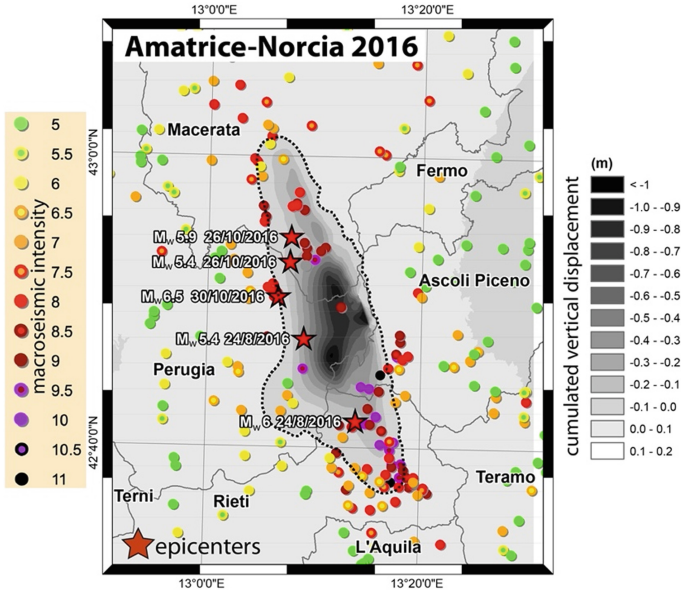 13°0'0"E
13°20'0"E
Amatrice-Norcia 2016
Macerata
43°0'0"N
Fermo
M_w 5.9 26/10/2016
M_w 5.4 26/10/2016
M_w 6.5 30/10/2016
Ascoli Piceno
M_w 5.4 24/8/2016
Perugia
M_w 6 24/8/2016
42°40'0"N
Teramo
Terni
Rieti
epicenters
L'Aquila
13°0'0"E
13°20'0"E
macroseismic intensity
5
5.5
6
6.5
7
7.5
8
8.5
9
9.5
10
10.5
11
cumulated vertical displacement
(m)
< -1
-1.0 - -0.9
-0.9 - -0.8
-0.8 - -0.7
-0.7 - -0.6
-0.6 - -0.5
-0.5 - -0.4
-0.4 - -0.3
-0.3 - -0.2
-0.2 - -0.1
-0.1 - 0.0
0.0 - 0.1
0.1 - 0.2